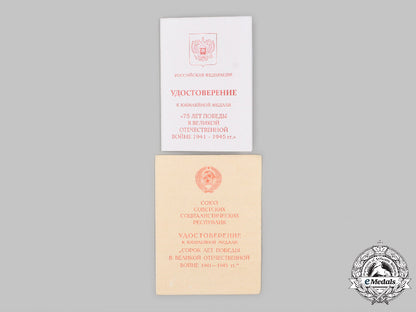 РОССИЙСКАЯ ФЕДЕРАЦИЯ
УДОСТОВЕРЕНИЕ
К ЮБИЛЕЙНОЙ МЕДАЛИ
«75 ЛЕТ ПОБЕДЫ
В ВЕЛИКОЙ
ОТЕЧЕСТВЕННОЙ
ВОЙНЕ 1941 - 1945 гг.»
СОЮЗ
СОВЕТСКИХ
СОЦИАЛИСТИЧЕСКИХ
РЕСПУБЛИК
УДОСТОВЕРЕНИЕ
К ЮБИЛЕЙНОЙ МЕДАЛИ
„СОРОК ЛЕТ ПОБЕДЫ
В ВЕЛИКОЙ ОТЕЧЕСТВЕННОЙ
ВОЙНЕ 1941—1945 гг."
eMedals